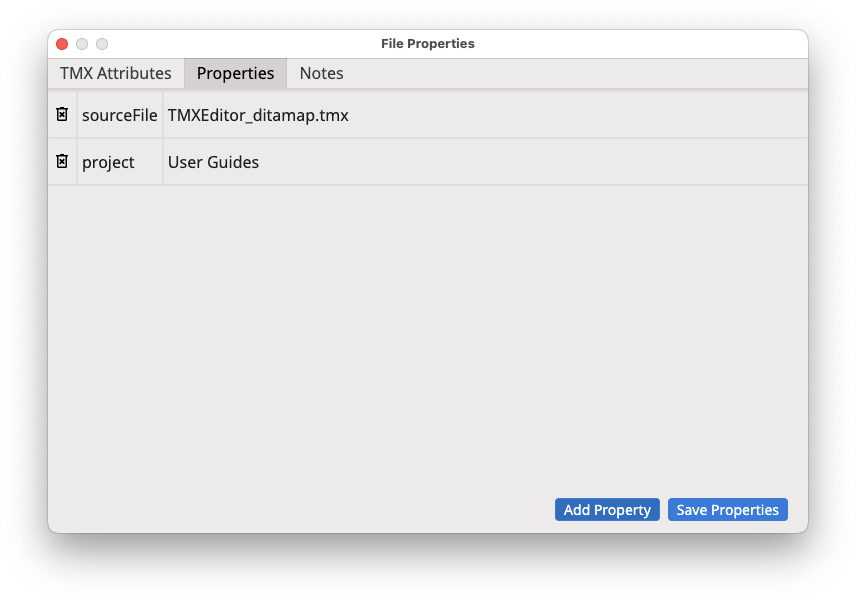 File Properties
TMX Attributes Properties Notes
sourceFile TMXEditor_ditamap.tmx
project User Guides
Add Property Save Properties